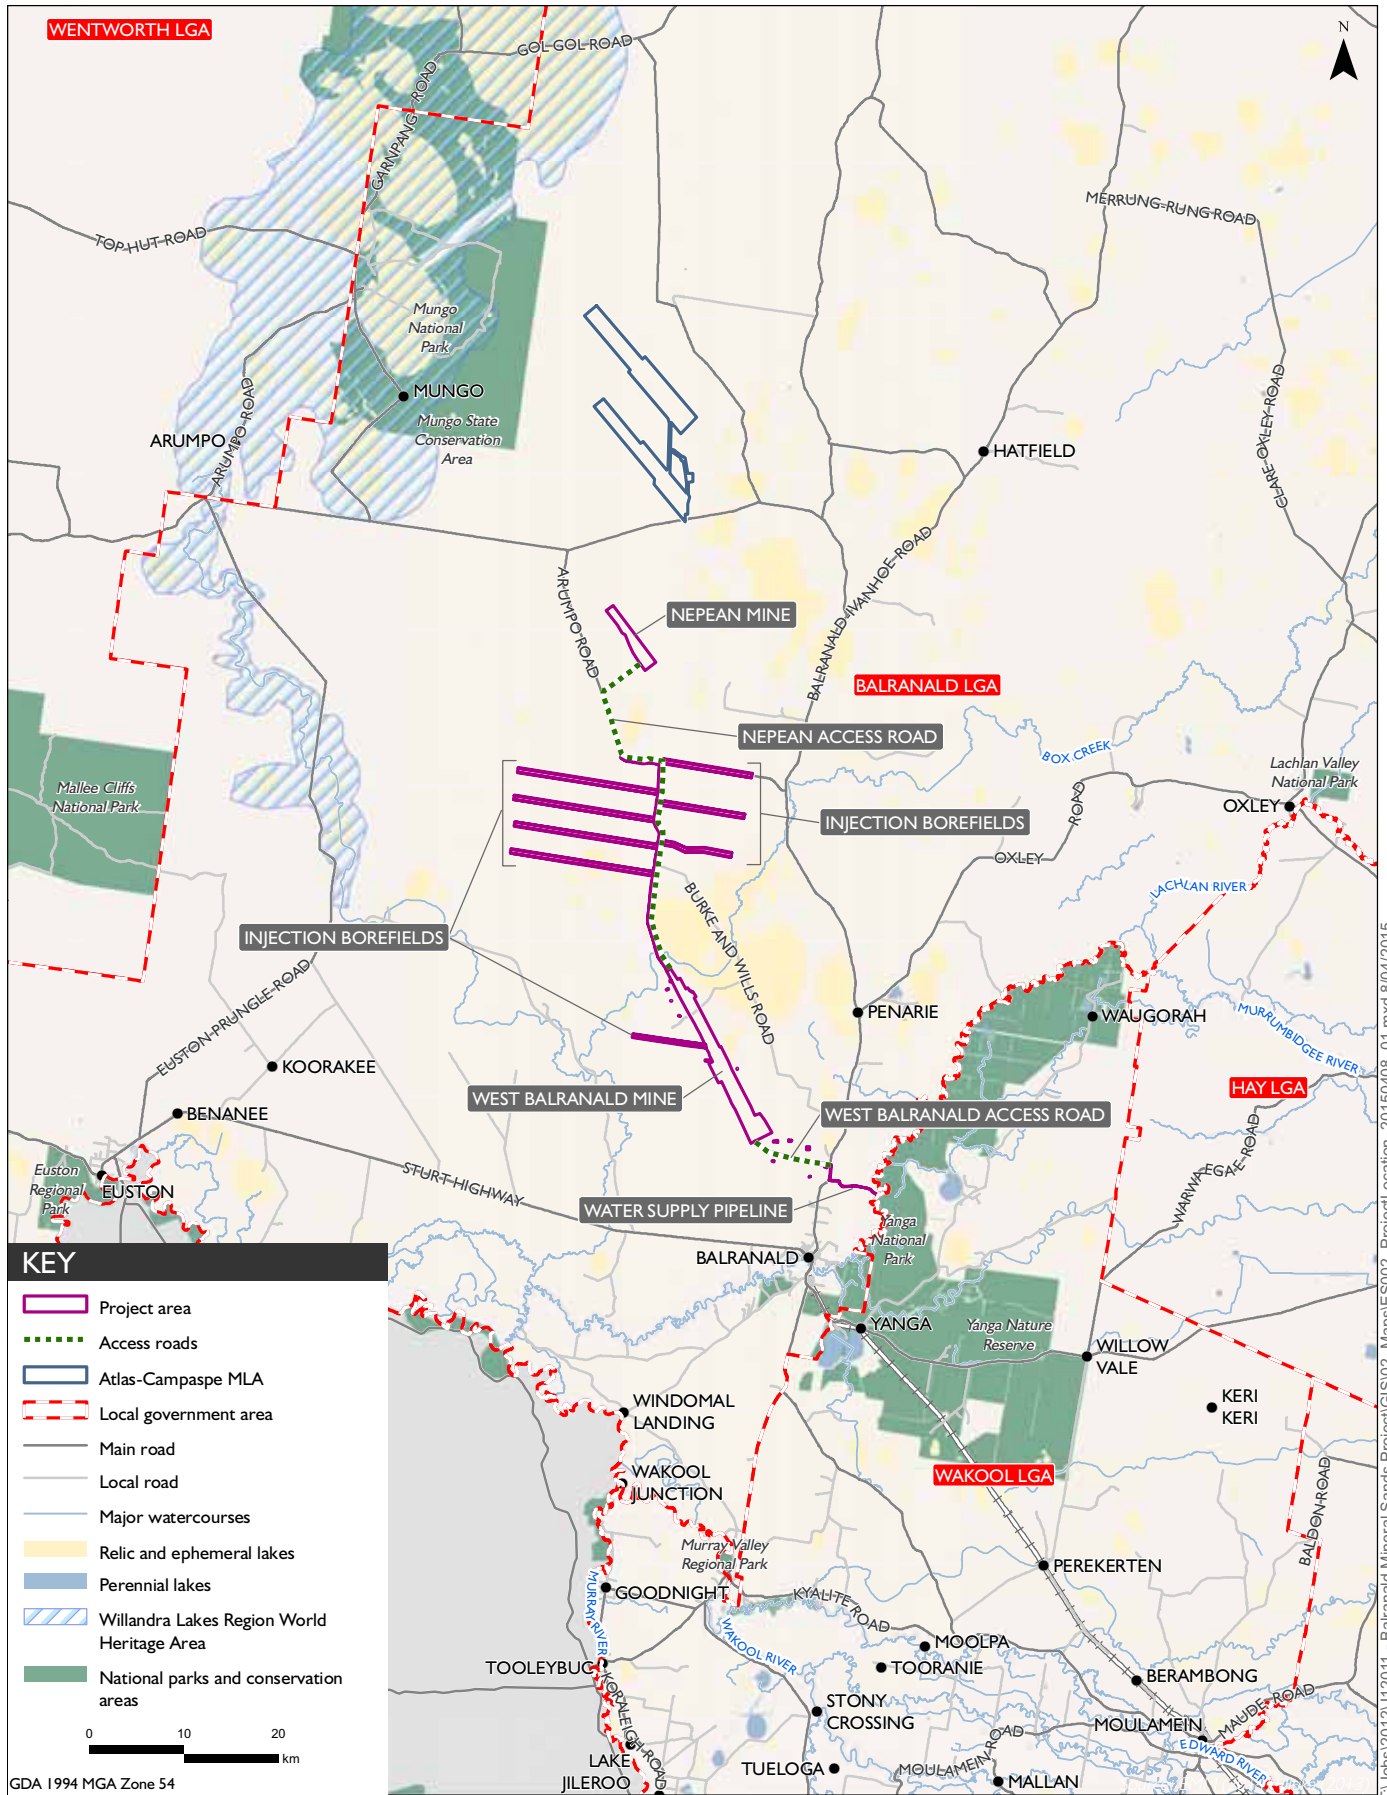 WENTWORTH LGA
GOL GOL ROAD
N
GARNPANG ROAD
MERRUNG-RUNG ROAD
TOP HUT ROAD
Mungo
National
Park
MUNGO
Mungo State
Conservation
Area
ARUMPO ROAD
ARUMPO
CLARE-OXLEY-ROAD
HATFIELD
BALRANALD-IVANHOE-ROAD
ARUMPO-ROAD
NEPEAN MINE
BALRANALD LGA
NEPEAN ACCESS ROAD
BOX CREEK
Lachlan Valley
National Park
Mallee Cliffs
National Park
OXLEY
ROAD
INJECTION BOREFIELDS
OXLEY
LACHLAN RIVER
BURKE AND WILLS ROAD
INJECTION BOREFIELDS
EUSTON-PRUNGLE-ROAD
PENARIE
WAUGORAH
MURRUMBIDGEE RIVER
KOORAKEE
HAY LGA
WEST BALRANALD MINE
BENANEE
WEST BALRANALD ACCESS ROAD
WARWAEGAE-ROAD
Euston
Regional
Park
EUSTON
STURT-HIGHWAY
WATER SUPPLY PIPELINE
Yanga
National
Park
BALRANALD
YANGA
Yanga Nature
Reserve
WILLOW
VALE
KERI
KERI
WINDOMAL
LANDING
WAKOOL LGA
WAKOOL
JUNCTION
BALDON-ROAD
Murray Valley
Regional Park
PEREKERTEN
GOODNIGHT
KYALITE ROAD
MURRAY RIVER
WAKOOL RIVER
MOOLPA
TOORANIE
TOOLEYBUC
BERAMBONG
KORALEIGH-ROAD
STONY
CROSSING
MAUDE-ROAD
MOULAMEIN
EDWARD RIVER
MOULAMEIN ROAD
LAKE
JILEROO
TUELOGA
MALLAN
KEY
Project area
Access roads
Atlas-Campaspe MLA
Local government area
Main road
Local road
Major watercourses
Relic and ephemeral lakes
Perennial lakes
Willandra Lakes Region World
Heritage Area
National parks and conservation
areas
0 10 20
km
GDA 1994 MGA Zone 54